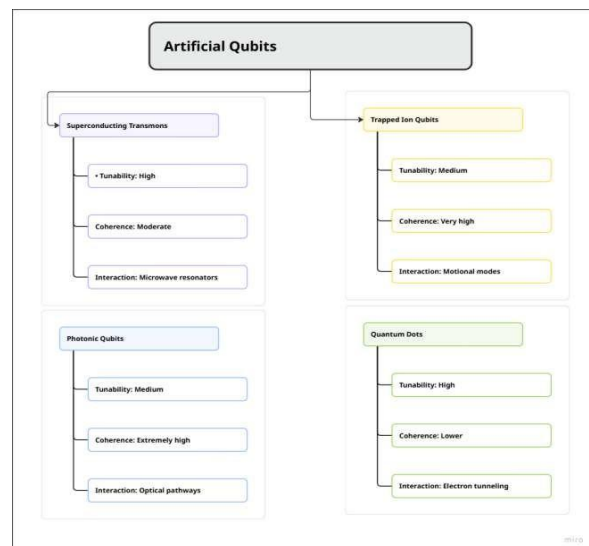 Artificial Qubits
Superconducting Transmons
• Tunability: High
Coherence: Moderate
Interaction: Microwave resonators
Trapped Ion Qubits
Tunability: Medium
Coherence: Very high
Interaction: Motional modes
Photonic Qubits
Tunability: Medium
Coherence: Extremely high
Interaction: Optical pathways
Quantum Dots
Tunability: High
Coherence: Lower
Interaction: Electron tunneling
miro